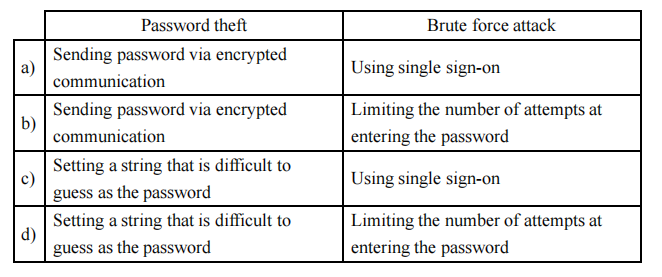 Password theft Brute force attack
a) Sending password via encrypted
communication
Using single sign-on
b) Sending password via encrypted
communication
Limiting the number of attempts at
entering the password
c) Setting a string that is difficult to
guess as the password
Using single sign-on
d) Setting a string that is difficult to
guess as the password
Limiting the number of attempts at
entering the password